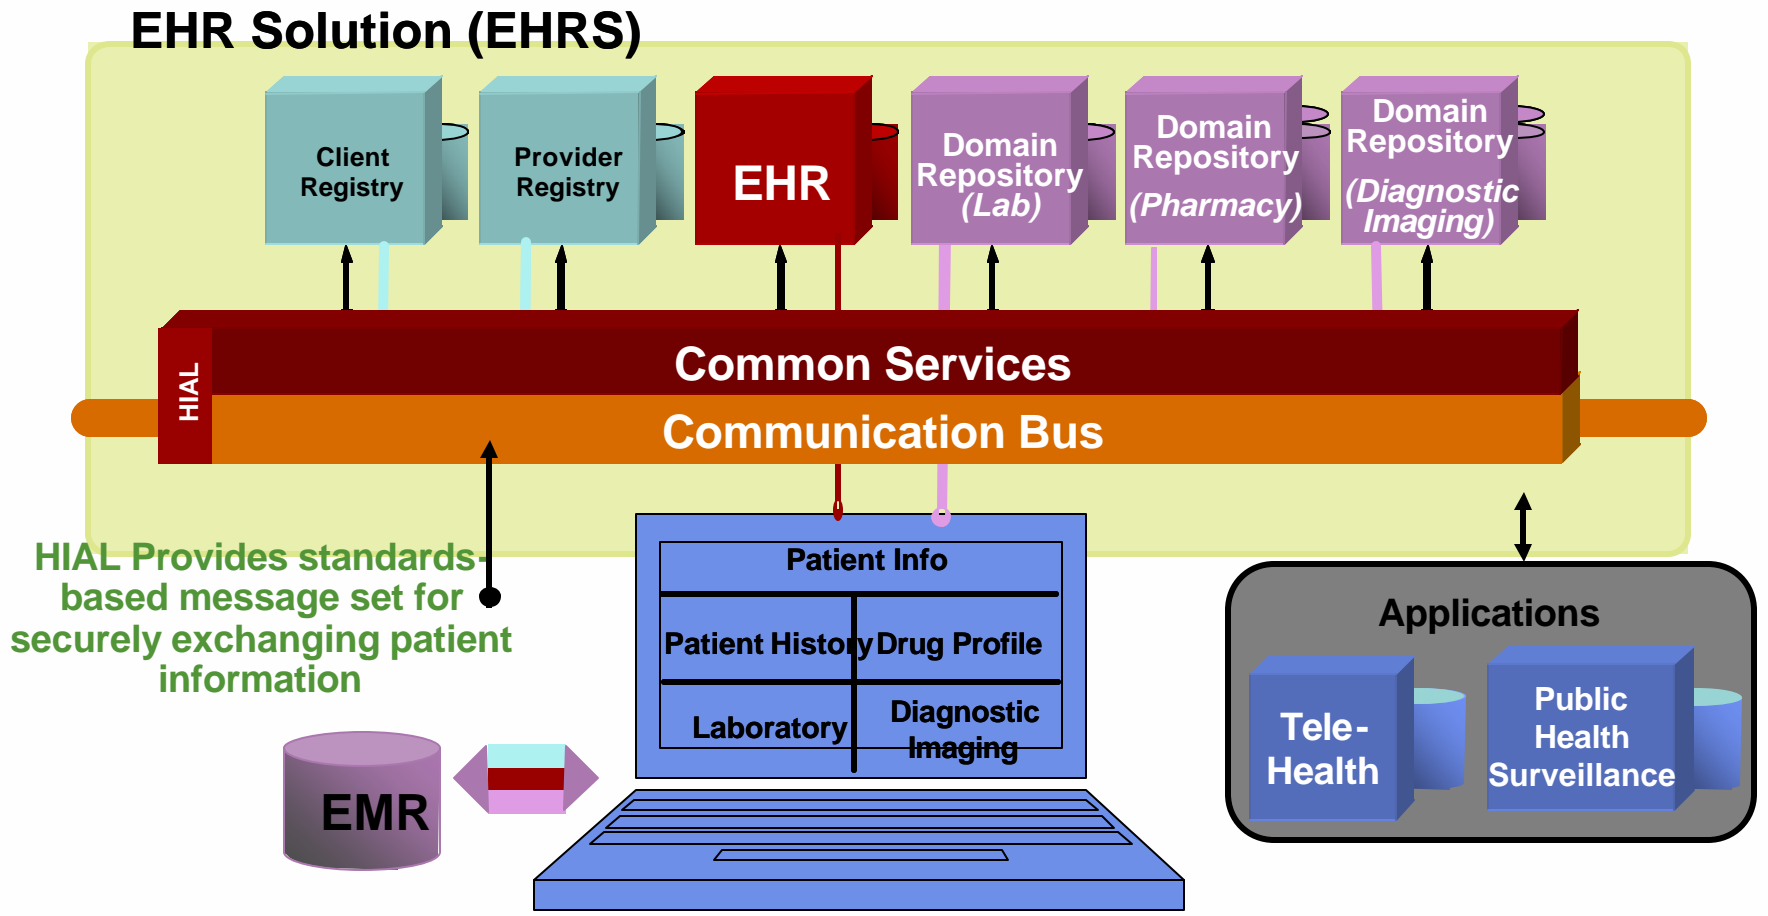 EHR Solution (EHRS)
Client
Registry
Provider
Registry
EHR
Domain
Repository
(Lab)
Domain
Repository
(Pharmacy)
Domain
Repository
(Diagnostic
Imaging)
HIAL
Common Services
Communication Bus
HIAL Provides standards-
based message set for
securely exchanging patient
information
Patient Info
Patient History
Drug Profile
Laboratory
Diagnostic
Imaging
EMR
Applications
Tele-
Health
Public
Health
Surveillance